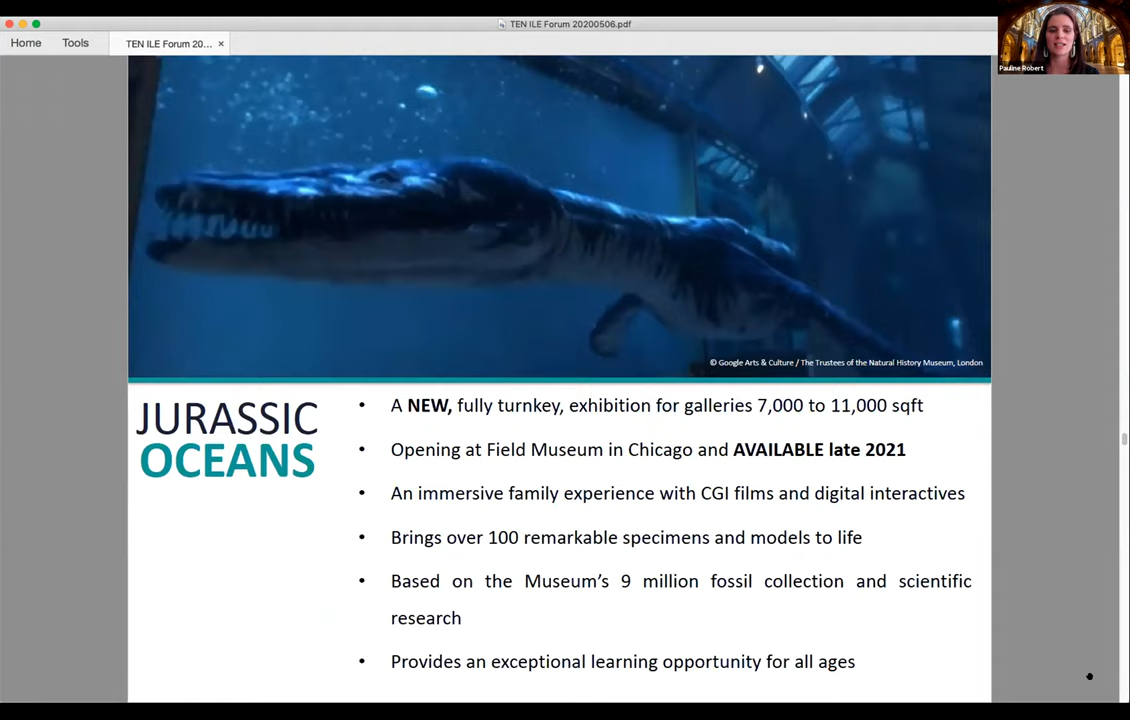 TEN ILE Forum 20200506.pdf
Home
Tools
TEN ILE Forum 20... ×
Pauline Robert
© Google Arts & Culture / The Trustees of the Natural History Museum, London
JURASSIC
OCEANS
• A NEW, fully turnkey, exhibition for galleries 7,000 to 11,000 sqft
• Opening at Field Museum in Chicago and AVAILABLE late 2021
• An immersive family experience with CGI films and digital interactives
• Brings over 100 remarkable specimens and models to life
• Based on the Museum’s 9 million fossil collection and scientific
research
• Provides an exceptional learning opportunity for all ages